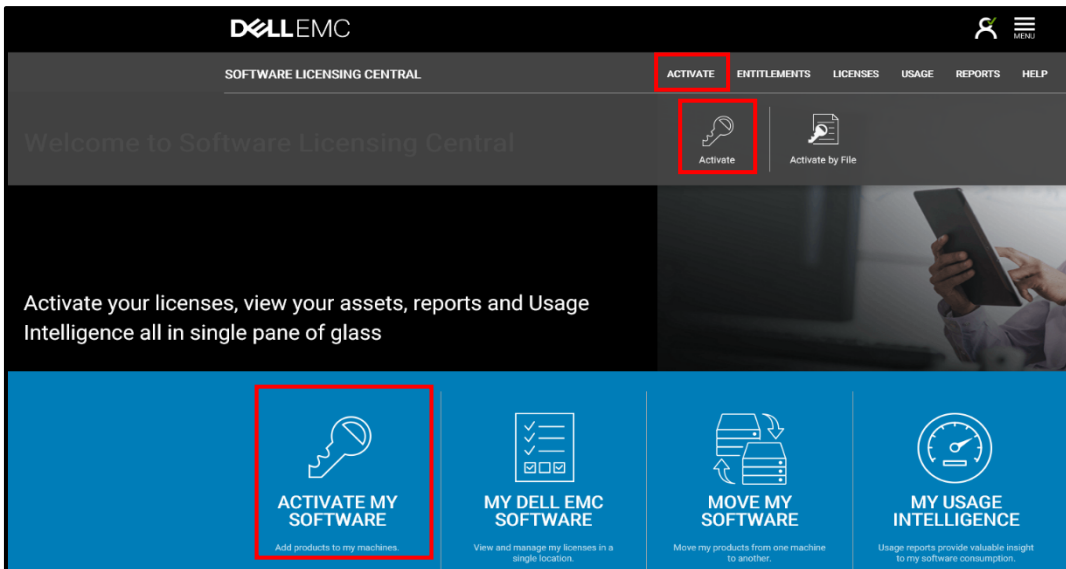 DELLEMC
MENU
SOFTWARE LICENSING CENTRAL
ACTIVATE ENTITLEMENTS LICENSES USAGE REPORTS HELP
Welcome to Software Licensing Central
Activate
Activate by File
Activate your licenses, view your assets, reports and Usage
Intelligence all in single pane of glass
ACTIVATE MY
SOFTWARE
Add products to my machines.
MY DELL EMC
SOFTWARE
View and manage my licenses in a
single location.
MOVE MY
SOFTWARE
Move my products from one machine
to another.
MY USAGE
INTELLIGENCE
Usage reports provide valuable insight
to my software consumption.